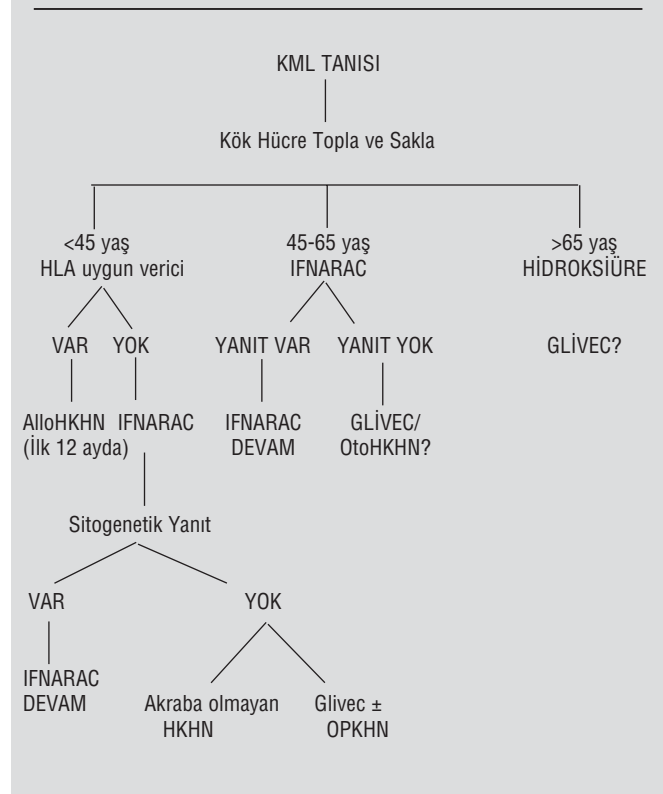 KML TANISI
Kök Hücre Topla ve Sakla
<45 yaş
HLA uygun verici
45-65 yaş
IFNARAC
>65 yaş
HİDROKSİÜRE
VAR
YOK
YANIT VAR
YANIT YOK
GLİVEC?
AlloHKHN
(İlk 12 ayda)
IFNARAC
IFNARAC
DEVAM
GLİVEC/
OtoHKHN?
Sitogenetik Yanıt
VAR
YOK
IFNARAC
DEVAM
Akraba olmayan
HKHN
Glivec ±
OPKHN